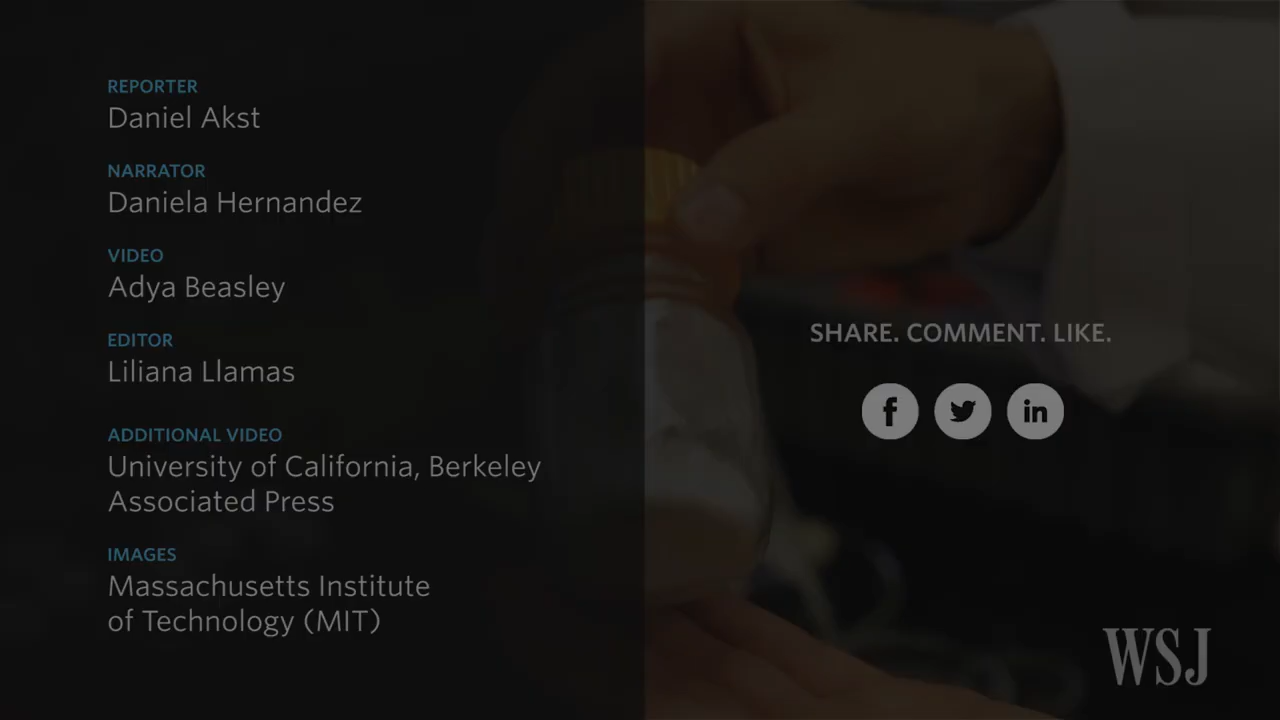 REPORTER
Daniel Akst
NARRATOR
Daniela Hernandez
VIDEO
Adya Beasley
EDITOR
Liliana Llamas
ADDITIONAL VIDEO
University of California, Berkeley
Associated Press
IMAGES
Massachusetts Institute
of Technology (MIT)
SHARE. COMMENT. LIKE.
f
in
WSJ